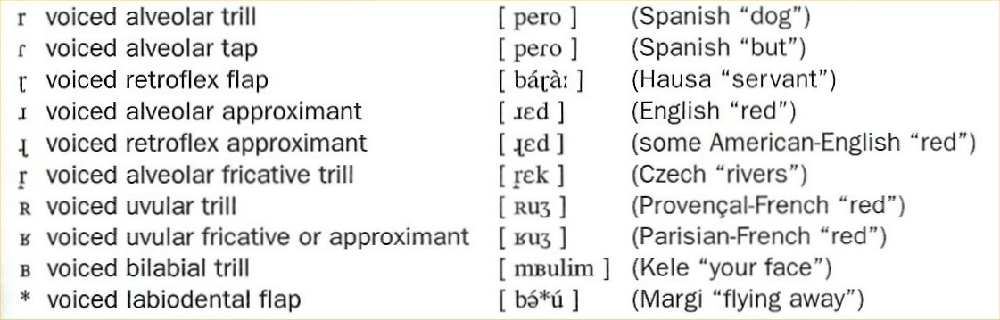 r voiced alveolar trill [ pero ] (Spanish “dog”)
ɾ voiced alveolar tap [ peɾo ] (Spanish “but”)
ɽ voiced retroflex flap [ báɽàː ] (Hausa “servant”)
ɹ voiced alveolar approximant [ ɹɛd ] (English “red”)
ɻ voiced retroflex approximant [ ɻɛd ] (some American-English “red”)
r̝ voiced alveolar fricative trill [ r̝ɛk ] (Czech “rivers”)
ʀ voiced uvular trill [ ʀuʒ ] (Provençal-French “red”)
ʁ voiced uvular fricative or approximant [ ʁuʒ ] (Parisian-French “red”)
ʙ voiced bilabial trill [ mʙulim ] (Kele “your face”)
* voiced labiodental flap [ bə́*ú ] (Margi “flying away”)